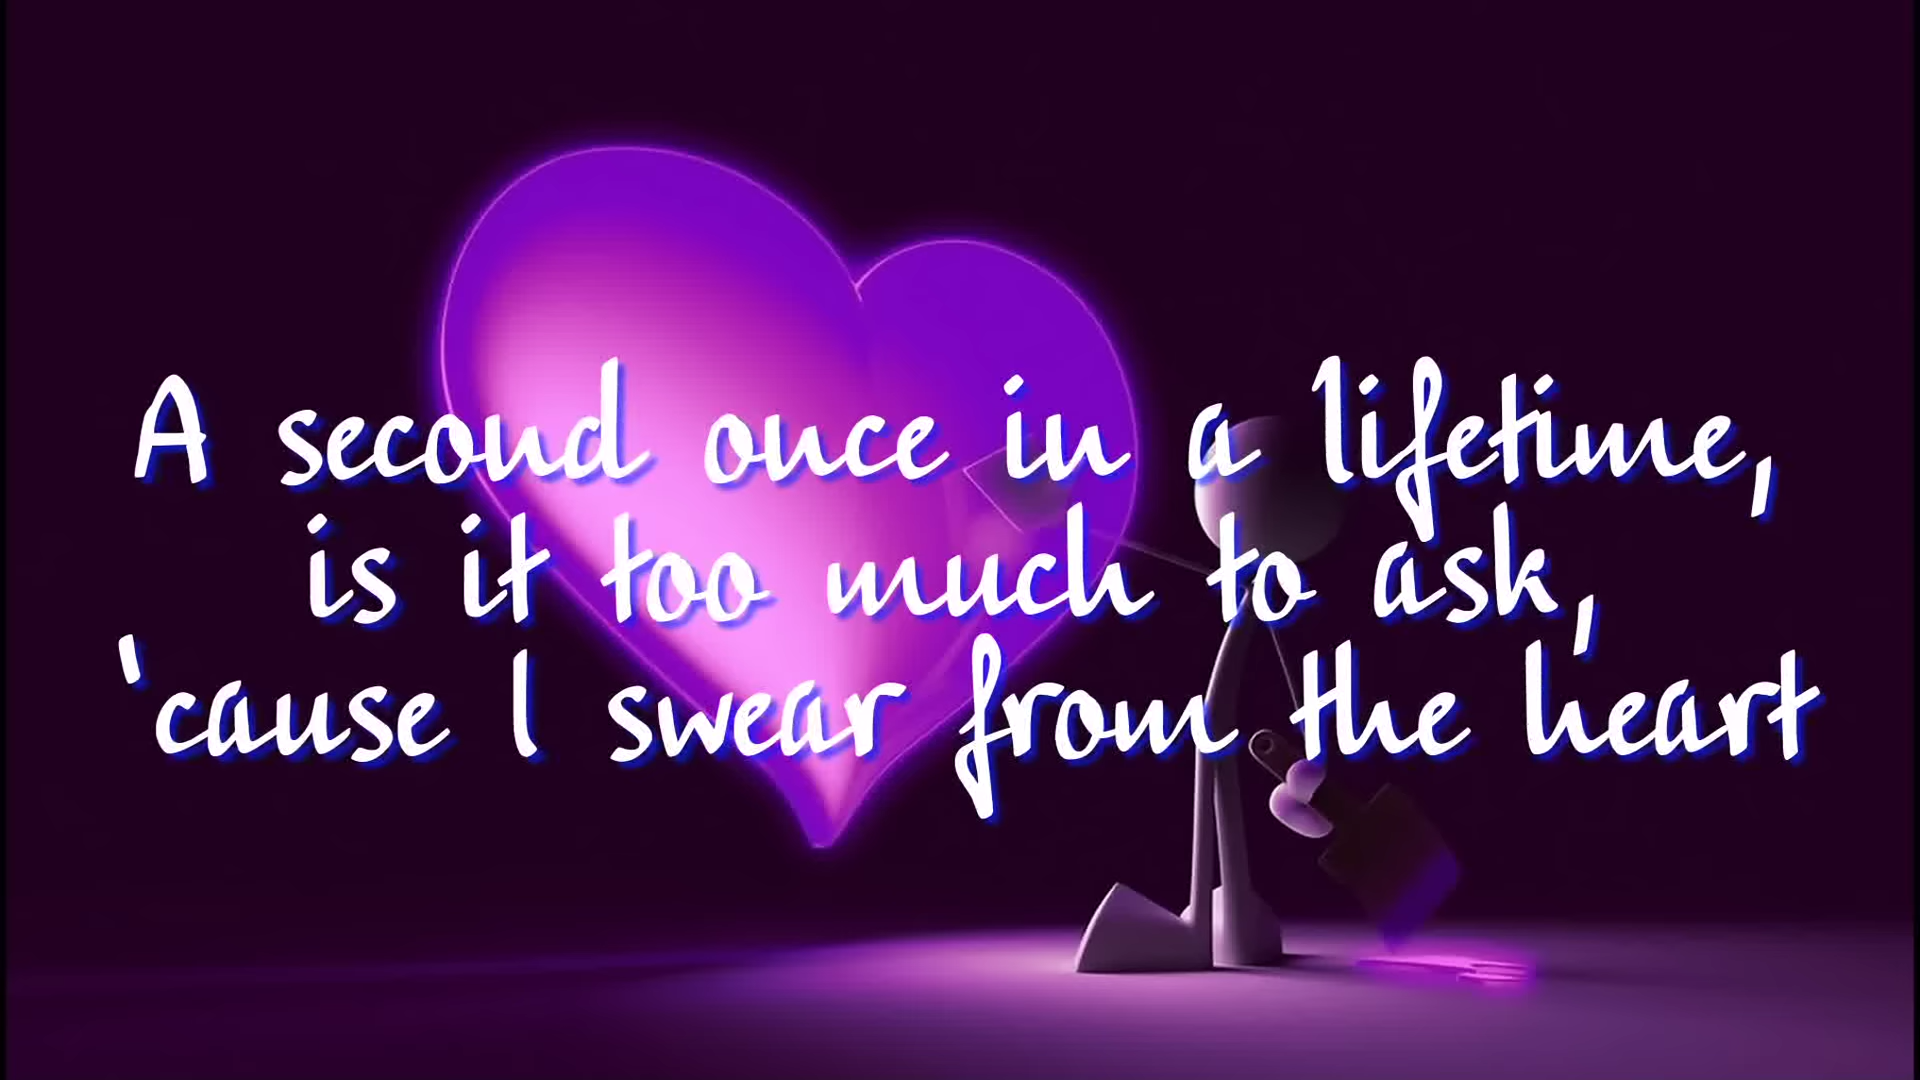 A second once in a lifetime,
is it too much to ask,
'cause I swear from the heart